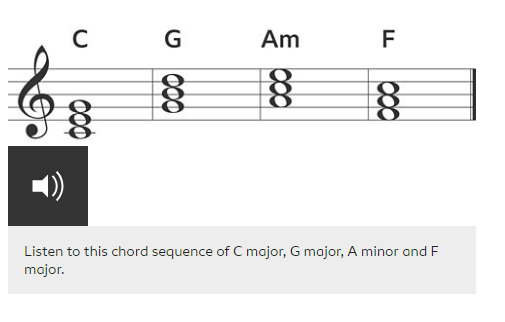 C G Am F
Listen to this chord sequence of C major, G major, A minor and F
major.